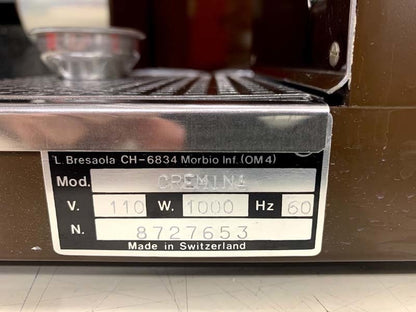 L. Bresaola CH-6834 Morbio Inf. (OM4)
Mod. CREMINA
V. 110 W. 1000 Hz 60
N. 8727653
Made in Switzerland